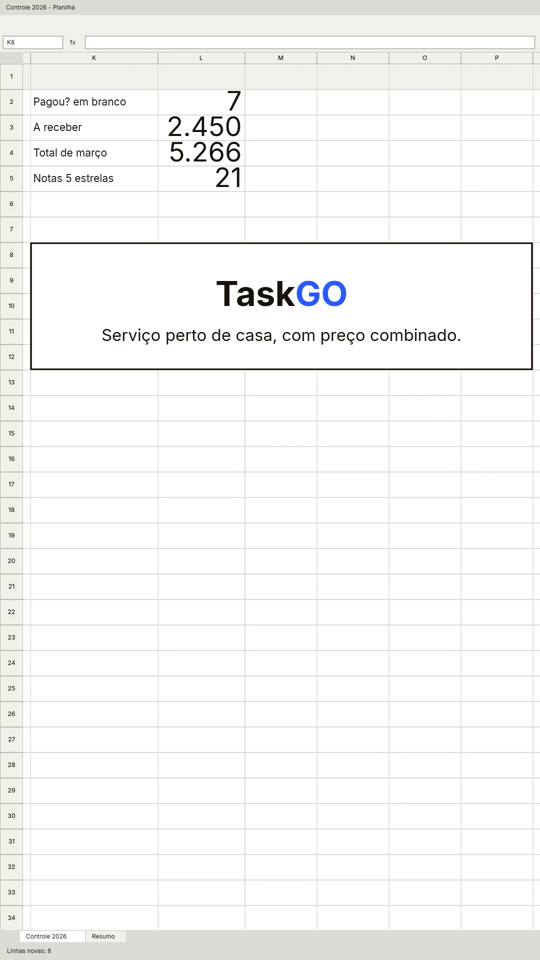 Controle 2026 - Planilha
K8 fx
K L M N O P
1
2 Pagou? em branco 7
3 A receber 2.450
4 Total de março 5.266
5 Notas 5 estrelas 21
6
7
8
9 TaskGO
10
11 Serviço perto de casa, com preço combinado.
12
13
14
15
16
17
18
19
20
21
22
23
24
25
26
27
28
29
30
31
32
33
34
Controle 2026 Resumo
Linhas novas: 8